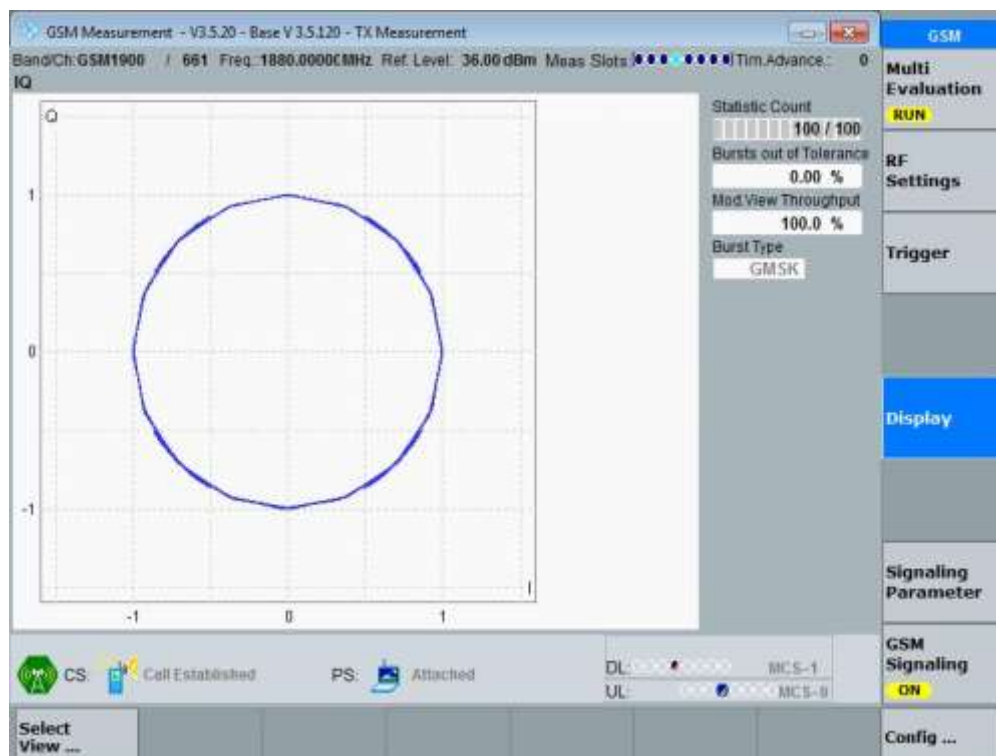 GSM Measurement - V3.5.20 - Base V 3.5.120 - TX Measurement
GSM
Band/Ch: GSM1900 / 661 Freq.: 1880.0000 MHz Ref. Level: 36.00 dBm Meas Slots Tim.Advance.: 0
IQ
Multi
Evaluation
RUN
RF
Settings
Trigger
Display
Signaling
Parameter
GSM
Signaling
ON
Config ...
Statistic Count
100 / 100
Bursts out of Tolerance
0.00 %
Mod.View Throughput
100.0 %
Burst Type
GMSK
Q
1
0
-1
I
-1 0 1
CS: Call Established PS: Attached
DL: MCS-1
UL:
Select
View ...